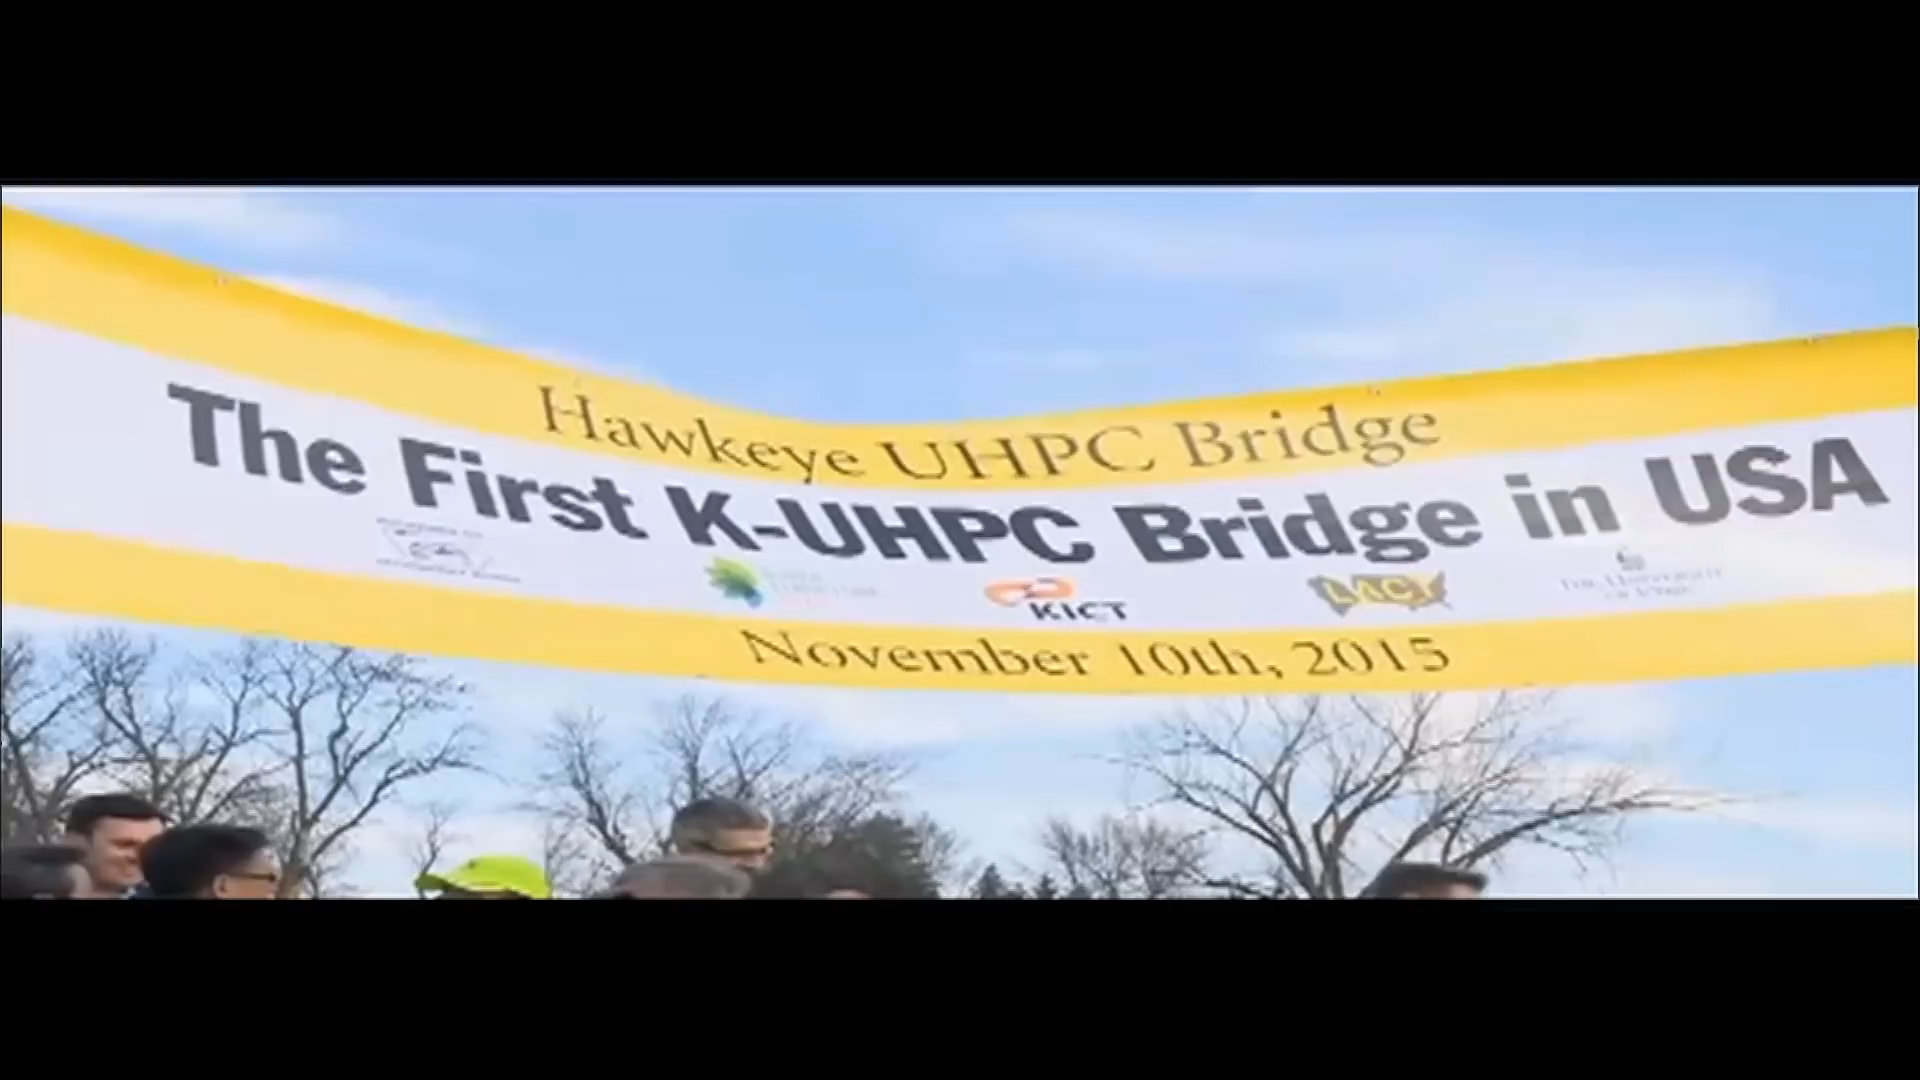 Hawkeye UHPC Bridge
The First K-UHPC Bridge in USA
KICT
November 10th, 2015